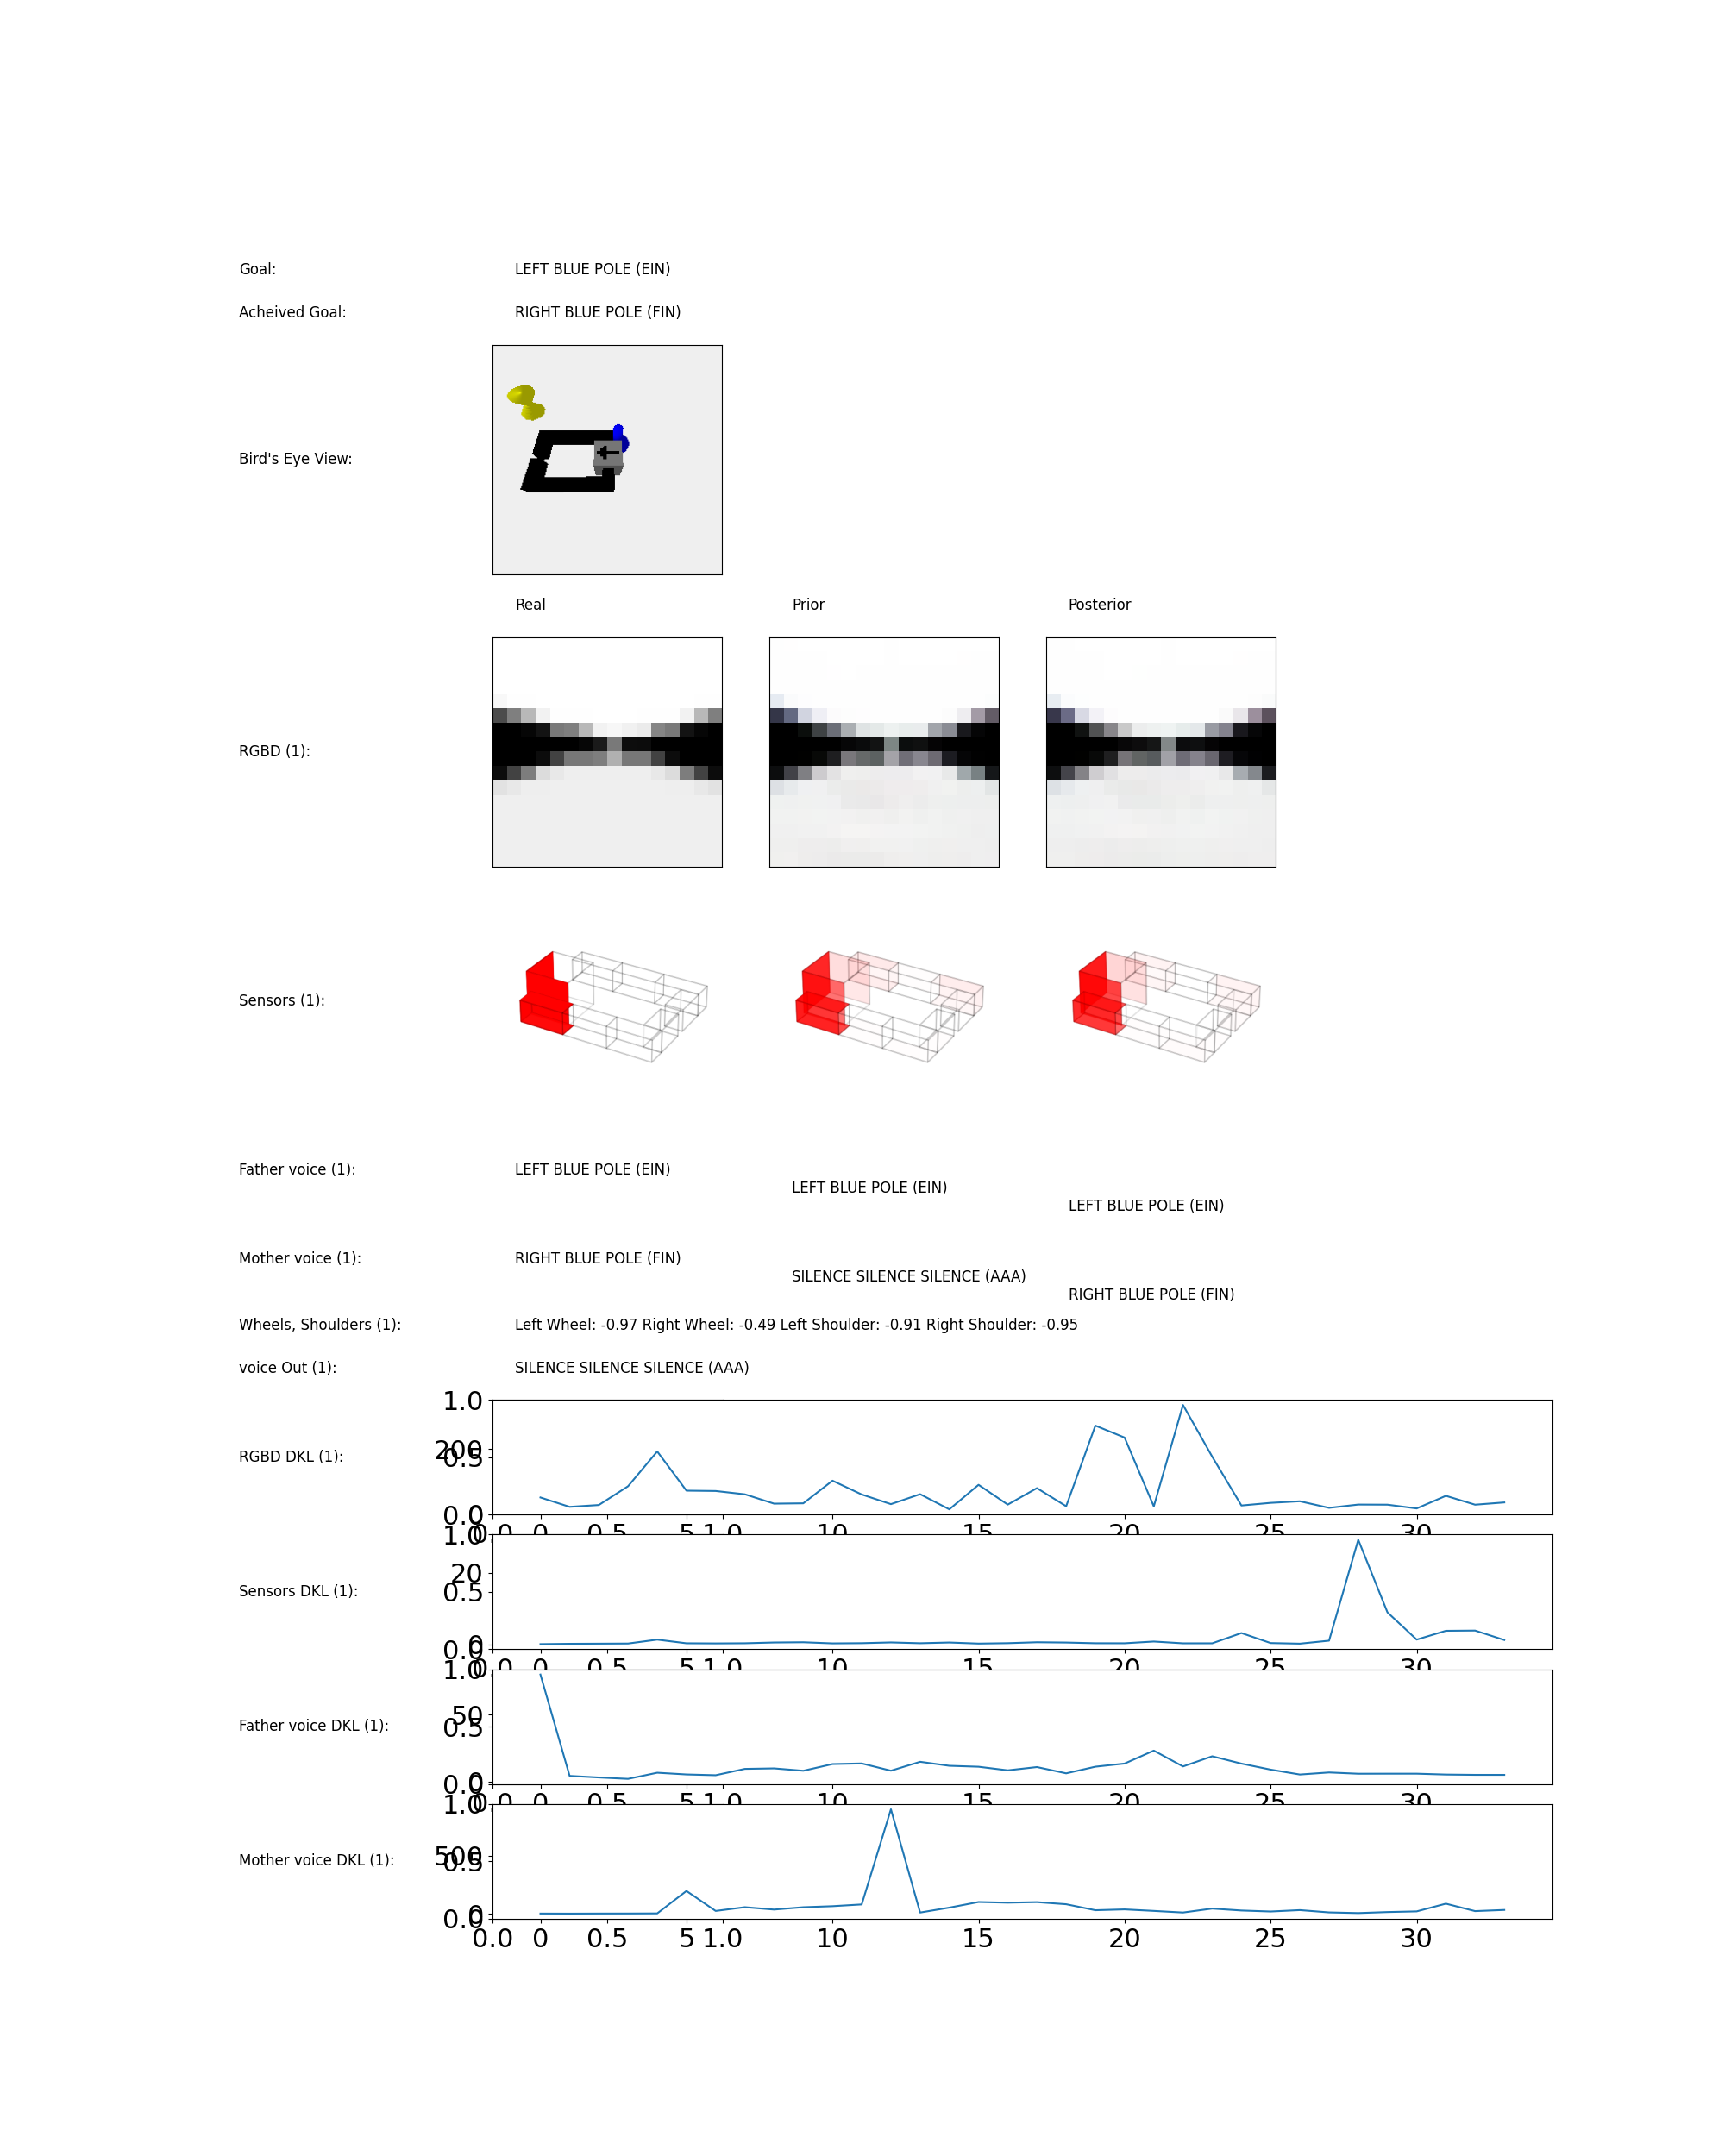 Goal: LEFT BLUE POLE (EIN)
Acheived Goal: RIGHT BLUE POLE (FIN)
Bird's Eye View:
Real Prior Posterior
RGBD (1):
Sensors (1):
Father voice (1): LEFT BLUE POLE (EIN)
LEFT BLUE POLE (EIN)
LEFT BLUE POLE (EIN)
Mother voice (1): RIGHT BLUE POLE (FIN)
SILENCE SILENCE SILENCE (AAA)
RIGHT BLUE POLE (FIN)
Wheels, Shoulders (1): Left Wheel: -0.97 Right Wheel: -0.49 Left Shoulder: -0.91 Right Shoulder: -0.95
voice Out (1): SILENCE SILENCE SILENCE (AAA)
1.0
200
RGBD DKL (1): 0.5
0.0 0
0.0 0 0.5 5 1.0 10 15 20 25 30
1.0
20
Sensors DKL (1): 0.5
0.0 0
0.0 0 0.5 5 1.0 10 15 20 25 30
1.0
50
Father voice DKL (1): 0.5
0.0 0
0.0 0 0.5 5 1.0 10 15 20 25 30
1.0
500
Mother voice DKL (1): 0.5
0.0 0
0.0 0 0.5 5 1.0 10 15 20 25 30